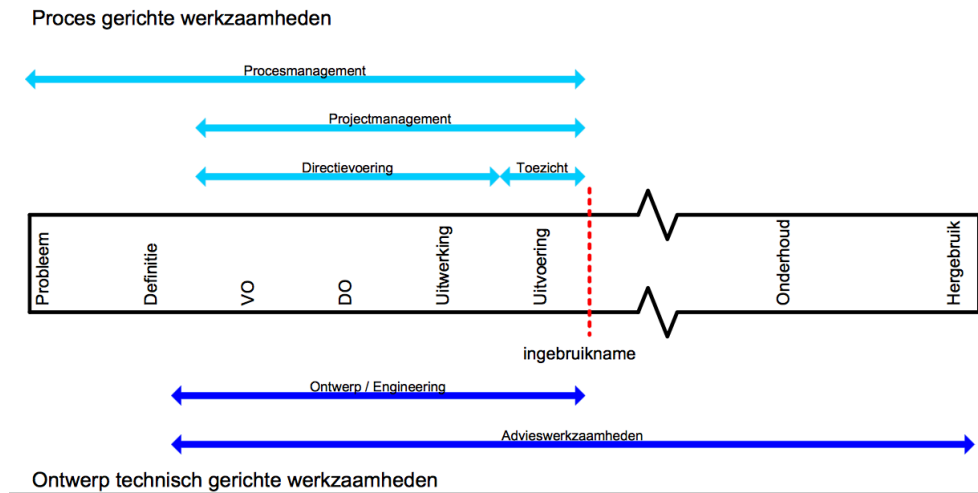 Proces gerichte werkzaamheden
Procesmanagement
Projectmanagement
Directievoering
Toezicht
Probleem
Definitie
VO
DO
Uitwerking
Uitvoering
Onderhoud
Hergebruik
ingebruikname
Ontwerp / Engineering
Advieswerkzaamheden
Ontwerp technisch gerichte werkzaamheden